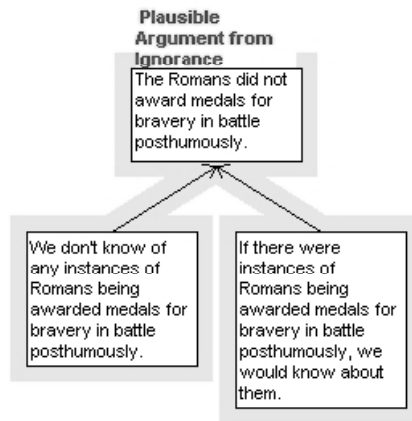 Plausible
Argument from
Ignorance
The Romans did not
award medals for
bravery in battle
posthumously.
We don't know of
any instances of
Romans being
awarded medals for
bravery in battle
posthumously.
If there were
instances of
Romans being
awarded medals for
bravery in battle
posthumously, we
would know about
them.